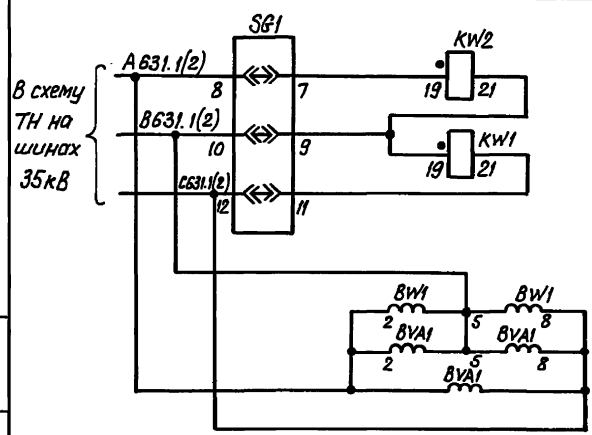 SG1
KW2
A631.1(2)
8
7
19
21
В схему
ТН на
шинах
35кВ
B631.1(2)
10
9
KW1
19
21
C631.1(2)
12
11
BW1
BW1
2
5
8
BVA1
BVA1
2
5
8
BVA1